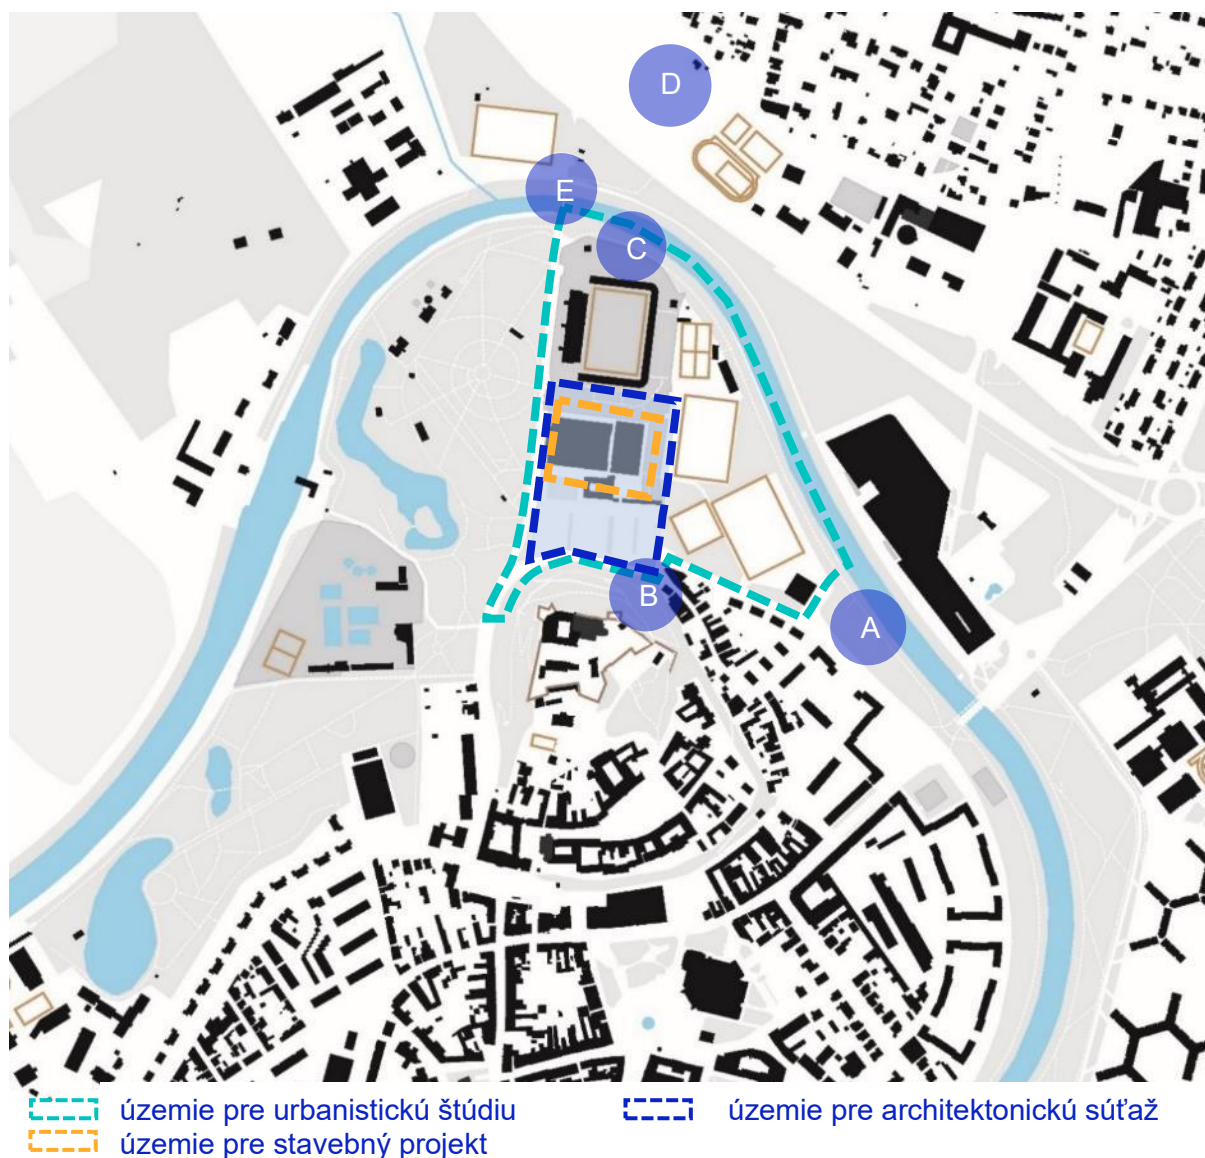 D
E
C
B
A
územie pre urbanistickú štúdiu
územie pre architektonickú súťaž
územie pre stavebný projekt